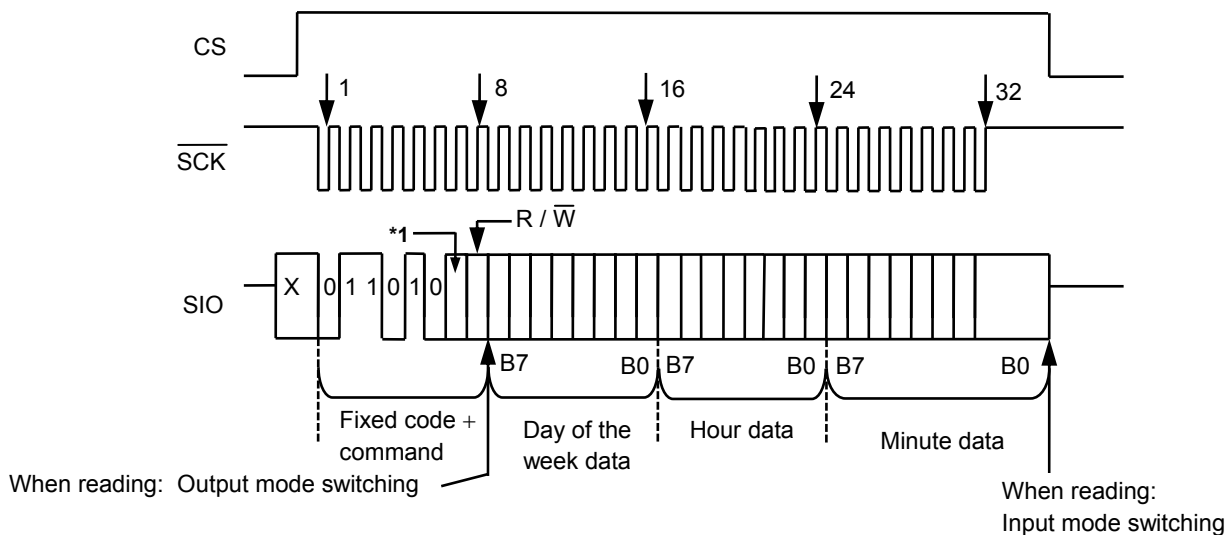 CS
1 8 16 24 32
SCK
R / W
*1
SIO
X 0 1 1 0 1 0
B7 B0 B7 B0 B7 B0
Fixed code +
command
Day of the
week data
Hour data
Minute data
When reading: Output mode switching
When reading:
Input mode switching